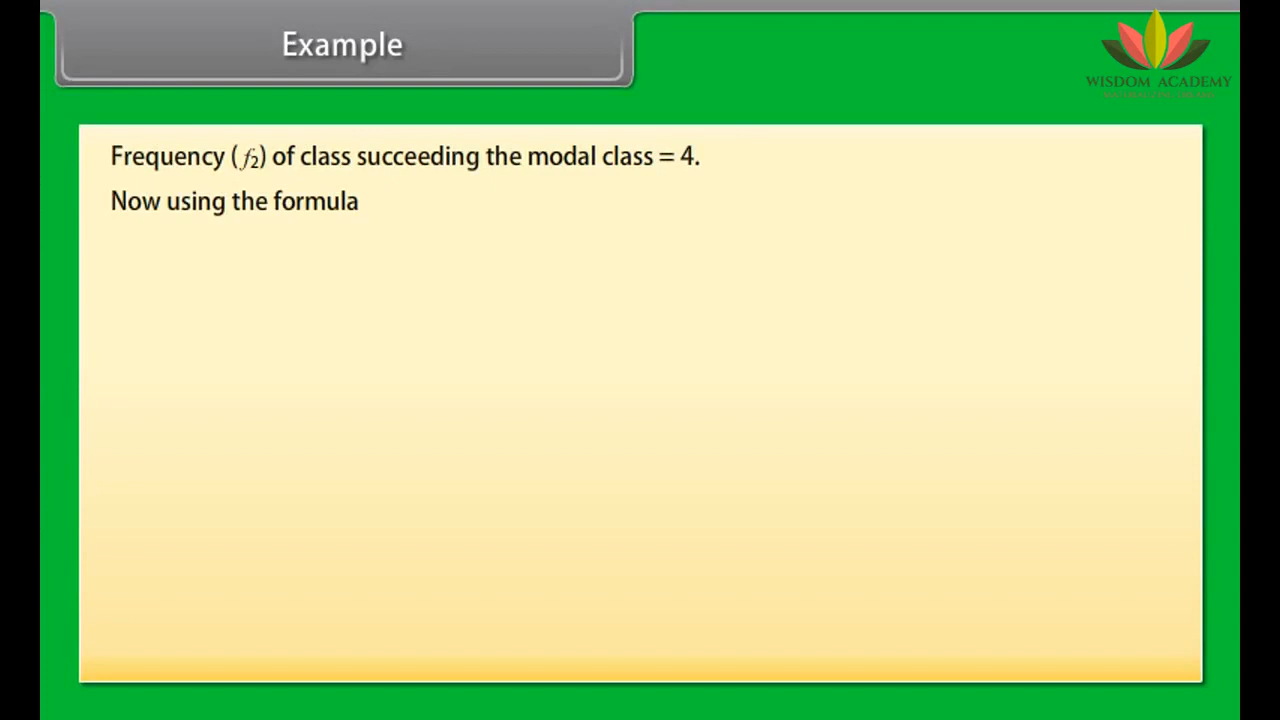 Example
WISDOM ACADEMY
Frequency (f₂) of class succeeding the modal class = 4.
Now using the formula